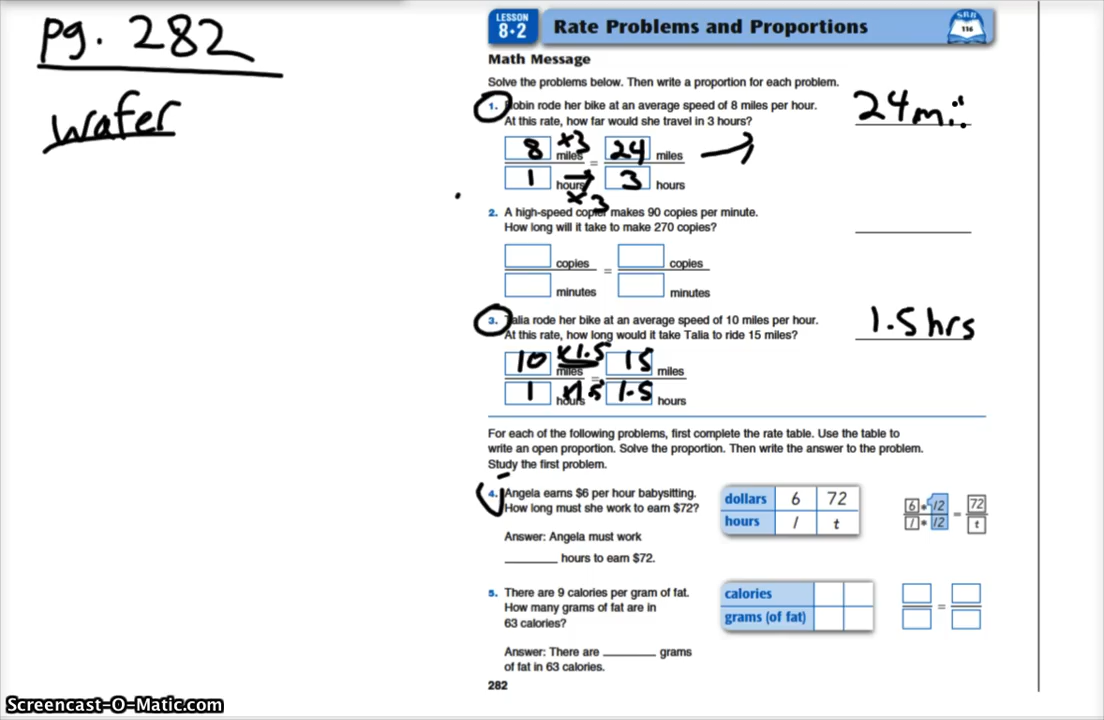 pg. 282
wafer
LESSON
8•2
Rate Problems and Proportions
SRB
116
Math Message
Solve the problems below. Then write a proportion for each problem.
1. Robin rode her bike at an average speed of 8 miles per hour.
At this rate, how far would she travel in 3 hours?
24 mi
8 miles ×3 = 24 miles
1 hours ×3 3 hours
2. A high-speed copier makes 90 copies per minute.
How long will it take to make 270 copies?
copies = copies
minutes minutes
3. Talia rode her bike at an average speed of 10 miles per hour.
At this rate, how long would it take Talia to ride 15 miles?
1.5 hrs
10 miles ×1.5 = 15 miles
1 hours ×1.5 1.5 hours
For each of the following problems, first complete the rate table. Use the table to
write an open proportion. Solve the proportion. Then write the answer to the problem.
Study the first problem.
4. Angela earns $6 per hour babysitting.
How long must she work to earn $72?
Answer: Angela must work
________ hours to earn $72.
dollars 6 72
hours 1 t
6 * 12 = 72
1 * 12 t
5. There are 9 calories per gram of fat.
How many grams of fat are in
63 calories?
Answer: There are ________ grams
of fat in 63 calories.
calories
grams (of fat)
=
282
Screencast-O-Matic.com